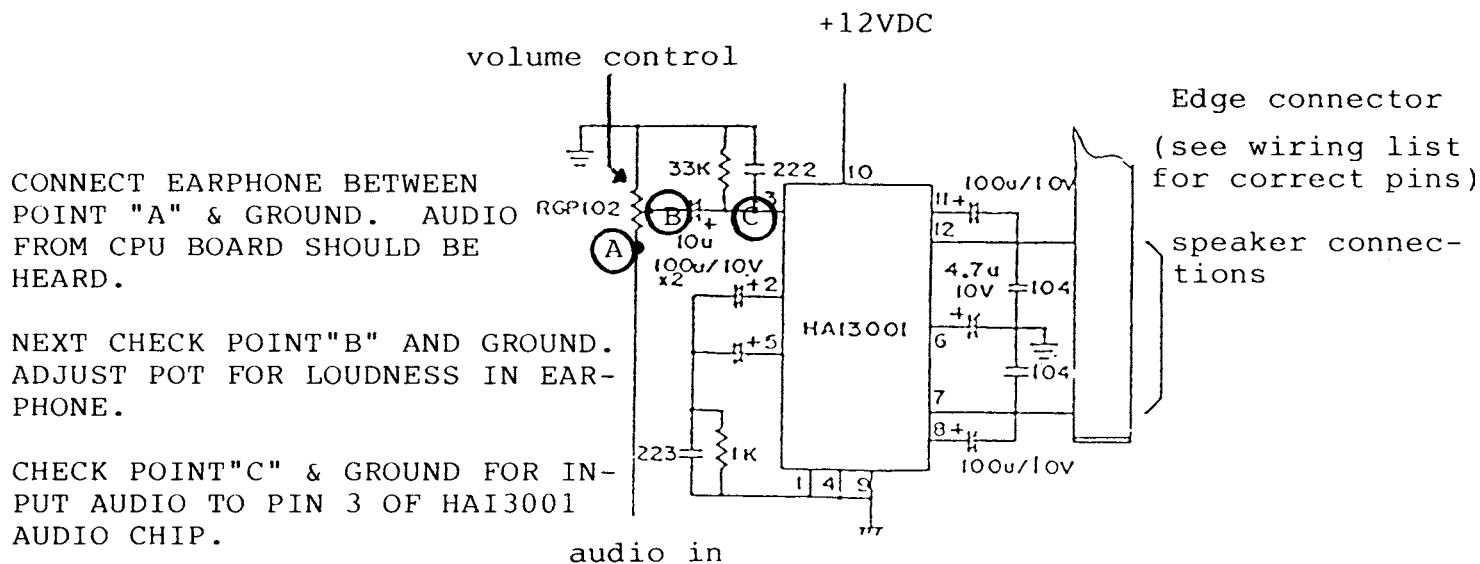 +12VDC
volume control
Edge connector
(see wiring list
for correct pins)
speaker connec-
tions
CONNECT EARPHONE BETWEEN
POINT "A" & GROUND. AUDIO
FROM CPU BOARD SHOULD BE
HEARD.
NEXT CHECK POINT"B" AND GROUND.
ADJUST POT FOR LOUDNESS IN EAR-
PHONE.
CHECK POINT"C" & GROUND FOR IN-
PUT AUDIO TO PIN 3 OF HA13001
AUDIO CHIP.
33K
222
RGP102
A
B
C
+
10u
100u/10V
x2
3
10
+2
+5
HA13001
223
1K
1
4
9
100u/10V
11+
12
4.7u
10V
104
+
6
104
7
8+
100u/10V
audio in